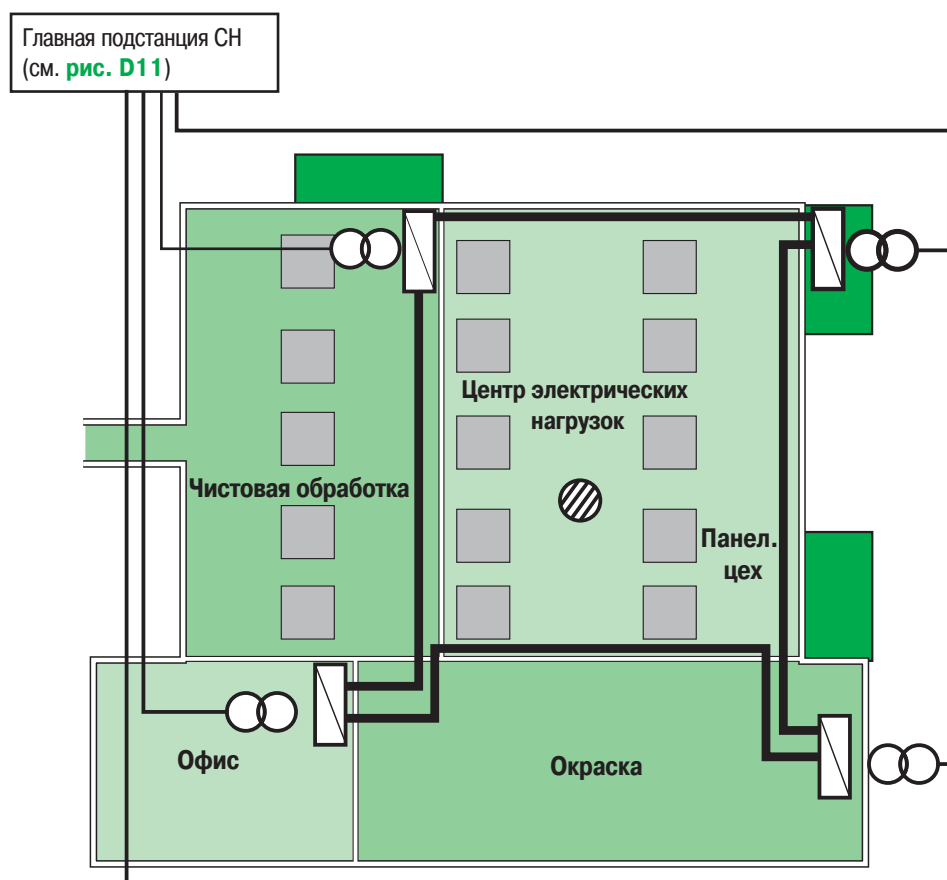 Главная подстанция СН
(см. рис. D11)
Центр электрических
нагрузок
Чистовая обработка
Панел.
цех
Офис
Окраска